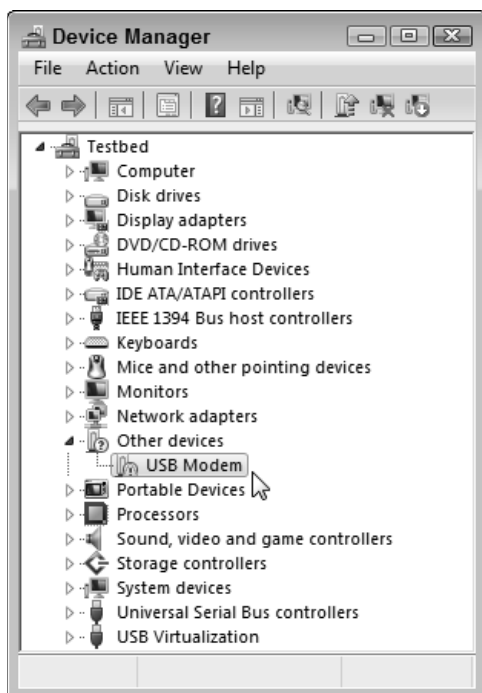 Device Manager
File Action View Help
Testbed
Computer
Disk drives
Display adapters
DVD/CD-ROM drives
Human Interface Devices
IDE ATA/ATAPI controllers
IEEE 1394 Bus host controllers
Keyboards
Mice and other pointing devices
Monitors
Network adapters
Other devices
USB Modem
Portable Devices
Processors
Sound, video and game controllers
Storage controllers
System devices
Universal Serial Bus controllers
USB Virtualization